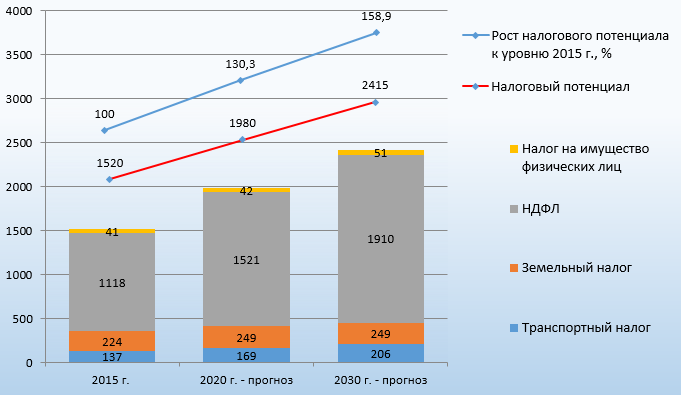 4000
3500
3000
2500
2000
1500
1000
500
0
158,9
130,3
100
2415
1980
1520
41
1118
224
137
42
1521
249
169
51
1910
249
206
2015 г.
2020 г. - прогноз
2030 г. - прогноз
Рост налогового потенциала
к уровню 2015 г., %
Налоговый потенциал
Налог на имущество
физических лиц
НДФЛ
Земельный налог
Транспортный налог